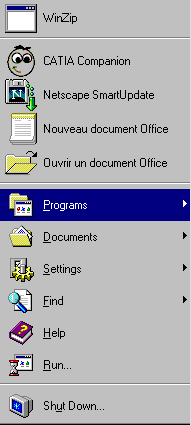 WinZip
CATIA Companion
Netscape SmartUpdate
Nouveau document Office
Ouvrir un document Office
Programs
Documents
Settings
Find
Help
Run...
Shut Down...